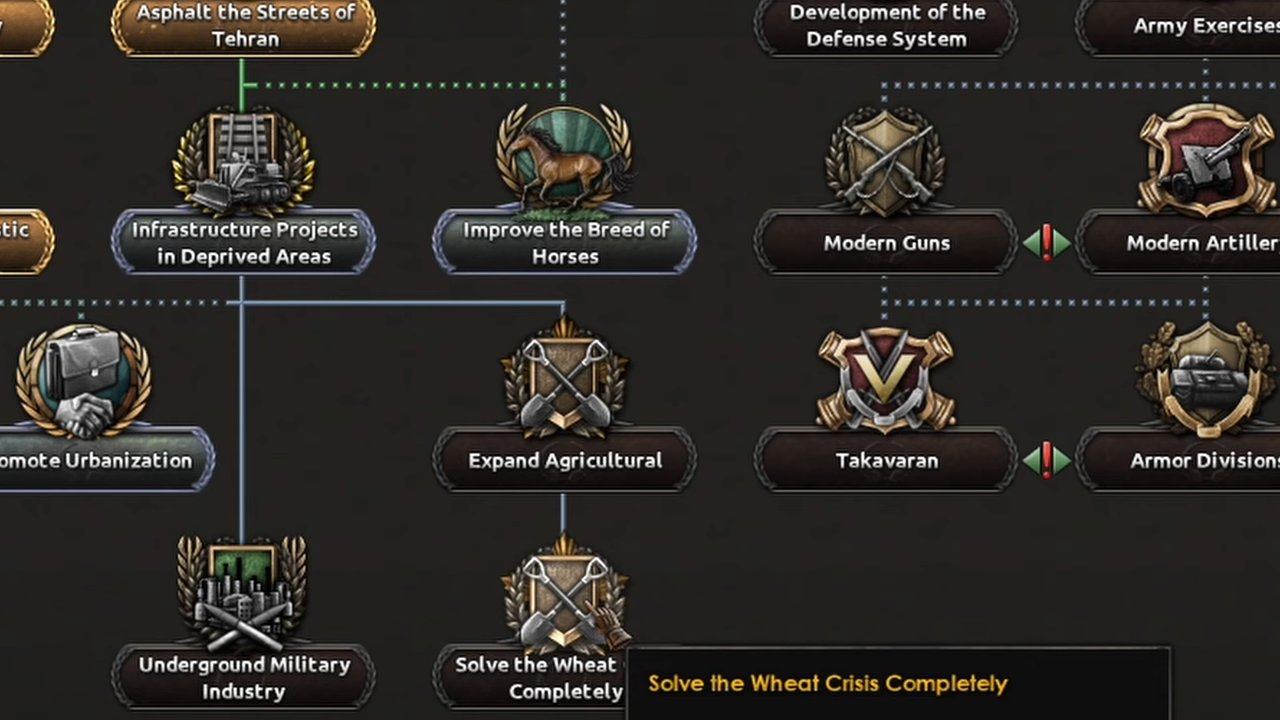 Asphalt the Streets of
Tehran
Development of the
Defense System
Army Exercises
Infrastructure Projects
in Deprived Areas
Improve the Breed of
Horses
Modern Guns
Modern Artiller
Promote Urbanization
Expand Agricultural
Takavaran
Armor Divisions
Underground Military
Industry
Solve the Wheat
Completely
Solve the Wheat Crisis Completely